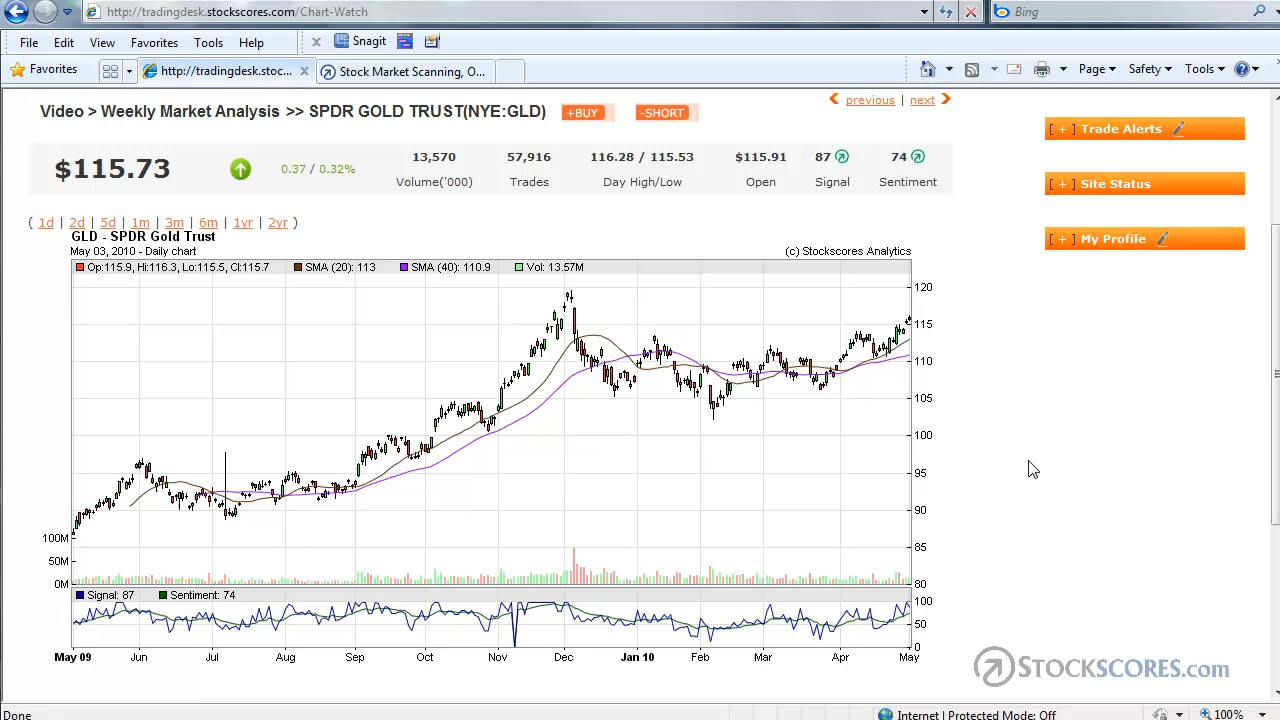 http://tradingdesk.stockscores.com/Chart-Watch
Bing
File Edit View Favorites Tools Help
Snagit
Favorites
http://tradingdesk.stoc...
Stock Market Scanning, O...
Page Safety Tools
Video > Weekly Market Analysis >> SPDR GOLD TRUST(NYE:GLD) +BUY -SHORT
previous | next
[ + ] Trade Alerts
$115.73 0.37 / 0.32%
13,570 57,916 116.28 / 115.53 $115.91 87 74
Volume('000) Trades Day High/Low Open Signal Sentiment
[ + ] Site Status
( 1d | 2d | 5d | 1m | 3m | 6m | 1yr | 2yr )
[ + ] My Profile
GLD - SPDR Gold Trust
May 03, 2010 - Daily chart (c) Stockscores Analytics
Op:115.9, Hi:116.3, Lo:115.5, Cl:115.7 SMA (20): 113 SMA (40): 110.9 Vol: 13.57M
120
115
110
105
100
95
90
100M
85
50M
0M 80
Signal: 87 Sentiment: 74
100
50
0
May 09 Jun Jul Aug Sep Oct Nov Dec Jan 10 Feb Mar Apr May
STOCKSCORES.com
Done
Internet | Protected Mode: Off
100%